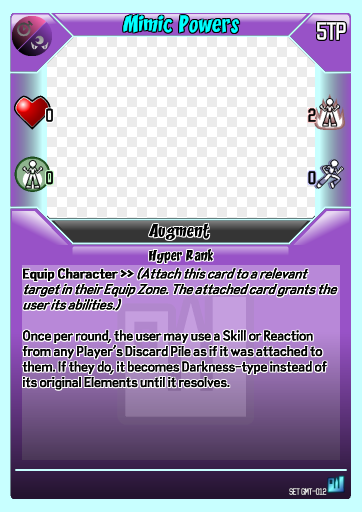 Mimic Powers
5TP
0
2
0
0
Augment
Hyper Rank
Equip Character >> (Attach this card to a relevant
target in their Equip Zone. The attached card grants the
user its abilities.)
Once per round, the user may use a Skill or Reaction
from any Player's Discard Pile as if it was attached to
them. If they do, it becomes Darkness-type instead of
its original Elements until it resolves.
SET GMT-012